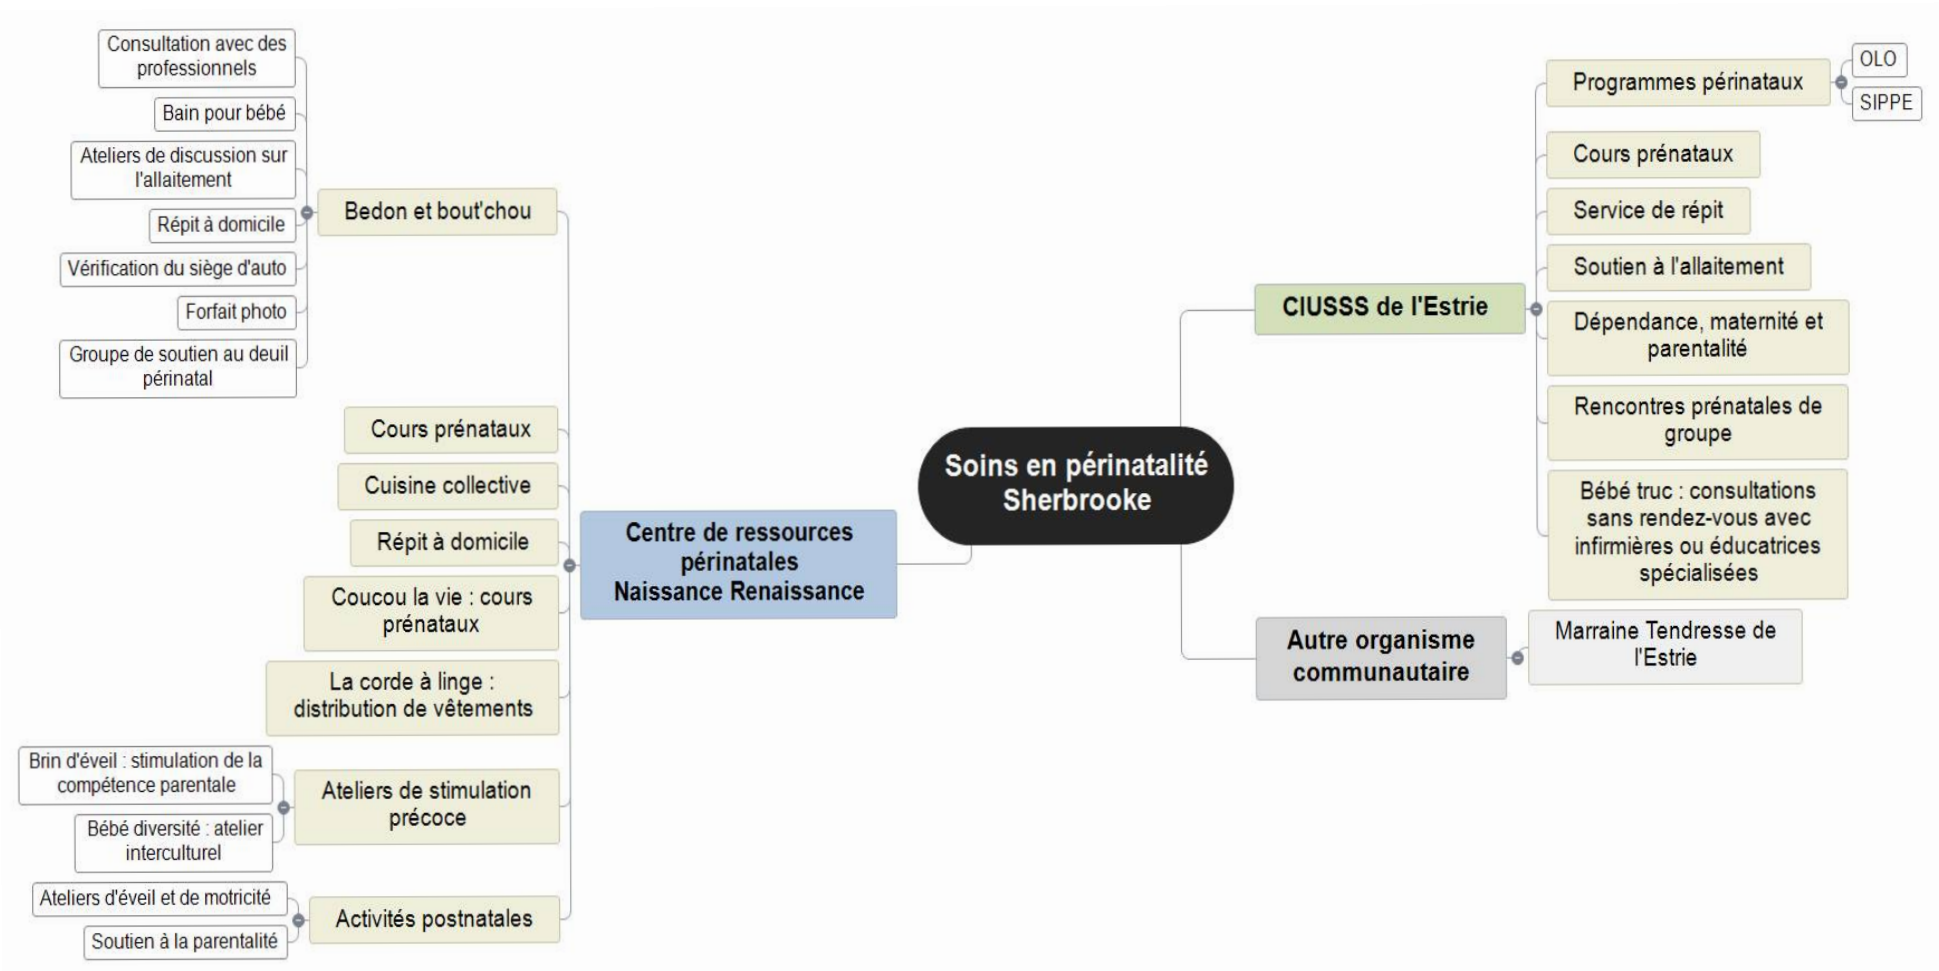 Consultation avec des
professionnels
Bain pour bébé
Ateliers de discussion sur
l'allaitement
Répit à domicile
Vérification du siège d'auto
Forfait photo
Groupe de soutien au deuil
périnatal
Bedon et bout'chou
Cours prénataux
Cuisine collective
Répit à domicile
Coucou la vie : cours
prénataux
La corde à linge :
distribution de vêtements
Brin d'éveil : stimulation de la
compétence parentale
Bébé diversité : atelier
interculturel
Ateliers de stimulation
précoce
Ateliers d'éveil et de motricité
Soutien à la parentalité
Activités postnatales
Centre de ressources
périnatales
Naissance Renaissance
Soins en périnatalité
Sherbrooke
CIUSSS de l'Estrie
Programmes périnataux
OLO
SIPPE
Cours prénataux
Service de répit
Soutien à l'allaitement
Dépendance, maternité et
parentalité
Rencontres prénatales de
groupe
Bébé truc : consultations
sans rendez-vous avec
infirmières ou éducatrices
spécialisées
Autre organisme
communautaire
Marraine Tendresse de
l'Estrie